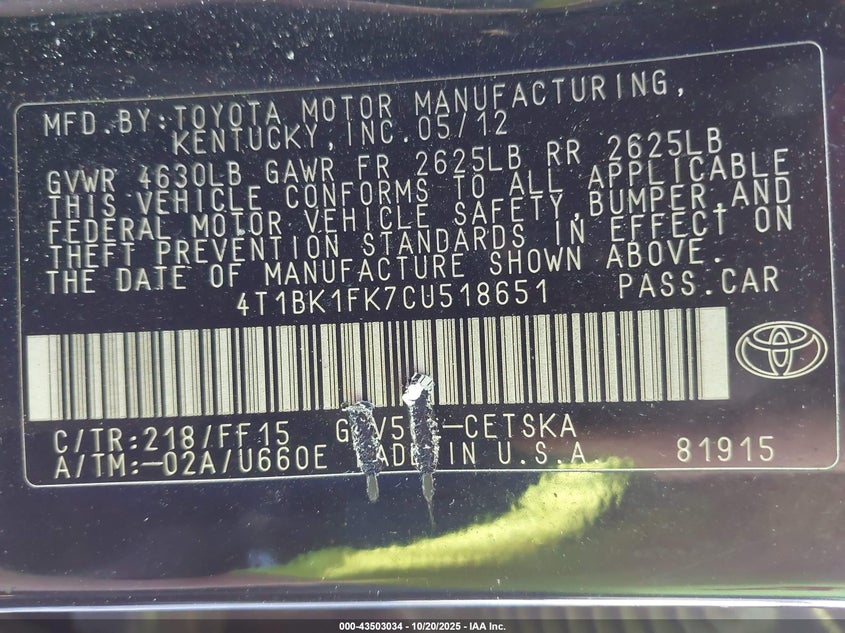 MFD.BY:TOYOTA MOTOR MANUFACTURING,
KENTUCKY,INC.05/12
GVWR 4630LB GAWR FR 2625LB RR 2625LB
THIS VEHICLE CONFORMS TO ALL APPLICABLE
FEDERAL MOTOR VEHICLE SAFETY,BUMPER,AND
THEFT PREVENTION STANDARDS IN EFFECT ON
THE DATE OF MANUFACTURE SHOWN ABOVE.
4T1BK1FK7CU518651 PASS.CAR
C/TR:218/FF15 -CETSKA
A/TM:-02A/U660E IN U.S.A. 81915
000-43503034 - 10/20/2025 - IAA Inc.